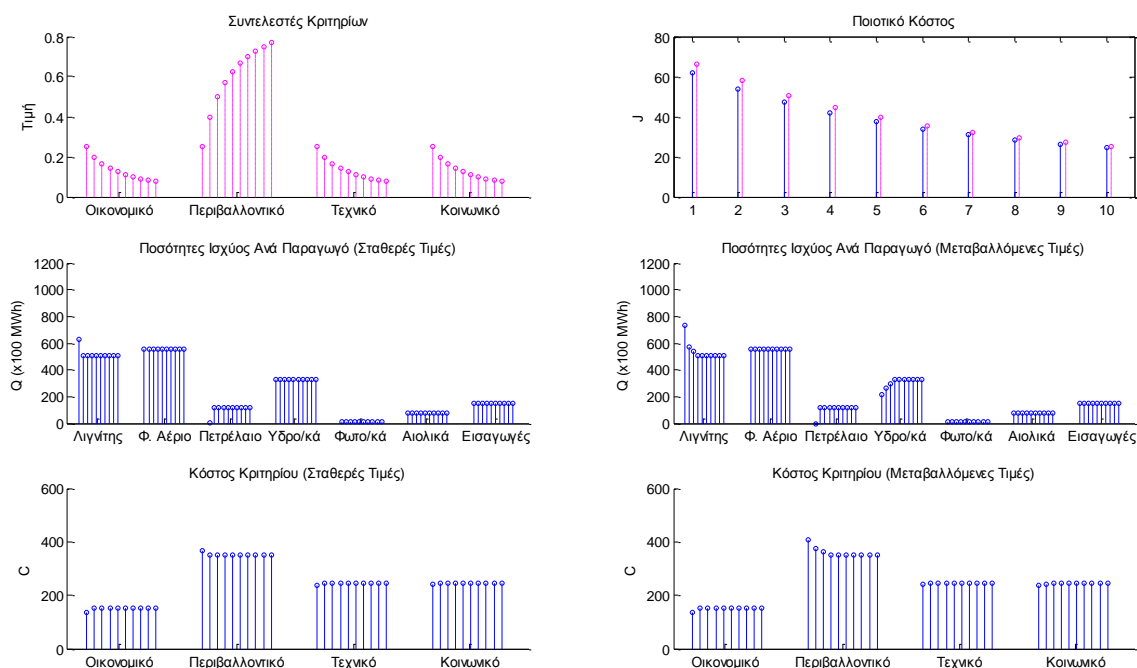 Συντελεστές Κριτηρίων
Τιμή
0.8
0.6
0.4
0.2
0
Οικονομικό Περιβαλλοντικό Τεχνικό Κοινωνικό
Ποιοτικό Κόστος
J
80
60
40
20
0
1 2 3 4 5 6 7 8 9 10
Ποσότητες Ισχύος Ανά Παραγωγό (Σταθερές Τιμές)
Q (x100 MWh)
1200
1000
800
600
400
200
0
Λιγνίτης Φ. Αέριο Πετρέλαιο Υδρο/κά Φωτο/κά Αιολικά Εισαγωγές
Ποσότητες Ισχύος Ανά Παραγωγό (Μεταβαλλόμενες Τιμές)
Q (x100 MWh)
1200
1000
800
600
400
200
0
Λιγνίτης Φ. Αέριο Πετρέλαιο Υδρο/κά Φωτο/κά Αιολικά Εισαγωγές
Κόστος Κριτηρίου (Σταθερές Τιμές)
C
600
400
200
0
Οικονομικό Περιβαλλοντικό Τεχνικό Κοινωνικό
Κόστος Κριτηρίου (Μεταβαλλόμενες Τιμές)
C
600
400
200
0
Οικονομικό Περιβαλλοντικό Τεχνικό Κοινωνικό